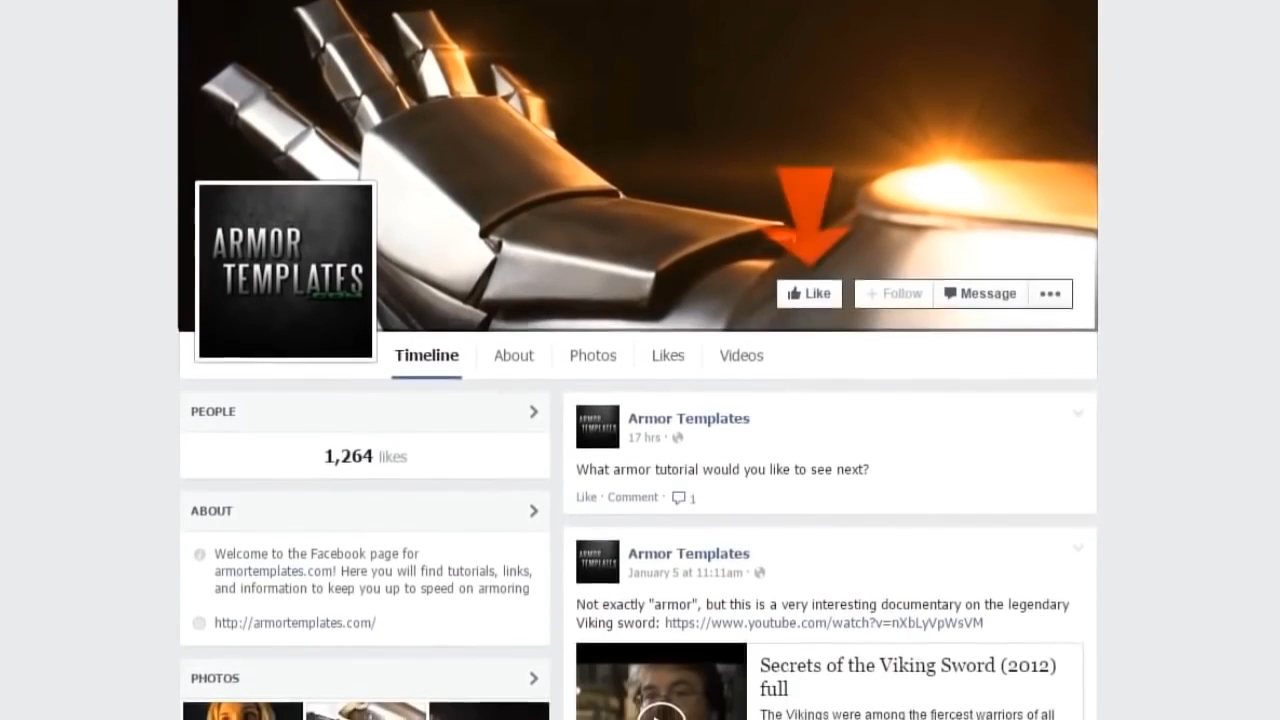 ARMOR
TEMPLATES
Like
Follow
Message
Timeline
About
Photos
Likes
Videos
PEOPLE
1,264 likes
ABOUT
Welcome to the Facebook page for
armortemplates.com! Here you will find tutorials, links,
and information to keep you up to speed on armoring
http://armortemplates.com/
PHOTOS
ARMOR
TEMPLATES
Armor Templates
17 hrs ·
What armor tutorial would you like to see next?
Like · Comment · 1
ARMOR
TEMPLATES
Armor Templates
January 5 at 11:11am ·
Not exactly "armor", but this is a very interesting documentary on the legendary
Viking sword: https://www.youtube.com/watch?v=nXbLyVpWsVM
Secrets of the Viking Sword (2012)
full
The Vikings were among the fiercest warriors of all